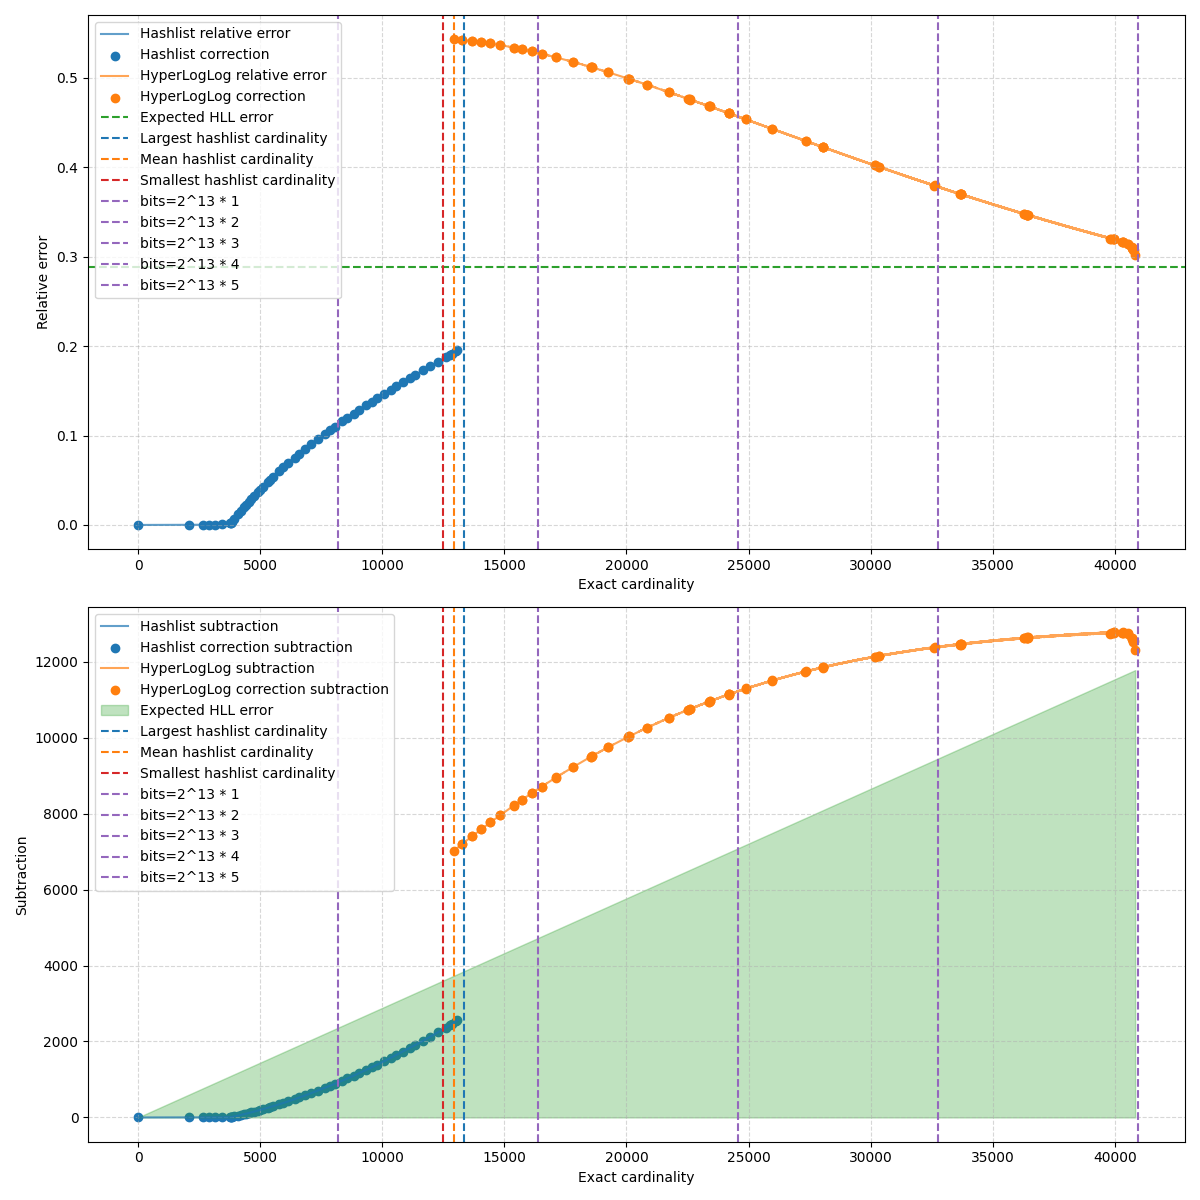 Hashlist relative error
Hashlist correction
HyperLogLog relative error
HyperLogLog correction
Expected HLL error
Largest hashlist cardinality
Mean hashlist cardinality
Smallest hashlist cardinality
bits=2^13 * 1
bits=2^13 * 2
bits=2^13 * 3
bits=2^13 * 4
bits=2^13 * 5
Relative error
0.5
0.4
0.3
0.2
0.1
0.0
0 5000 10000 15000 20000 25000 30000 35000 40000
Exact cardinality
Hashlist subtraction
Hashlist correction subtraction
HyperLogLog subtraction
HyperLogLog correction subtraction
Expected HLL error
Largest hashlist cardinality
Mean hashlist cardinality
Smallest hashlist cardinality
bits=2^13 * 1
bits=2^13 * 2
bits=2^13 * 3
bits=2^13 * 4
bits=2^13 * 5
Subtraction
12000
10000
8000
6000
4000
2000
0
0 5000 10000 15000 20000 25000 30000 35000 40000
Exact cardinality